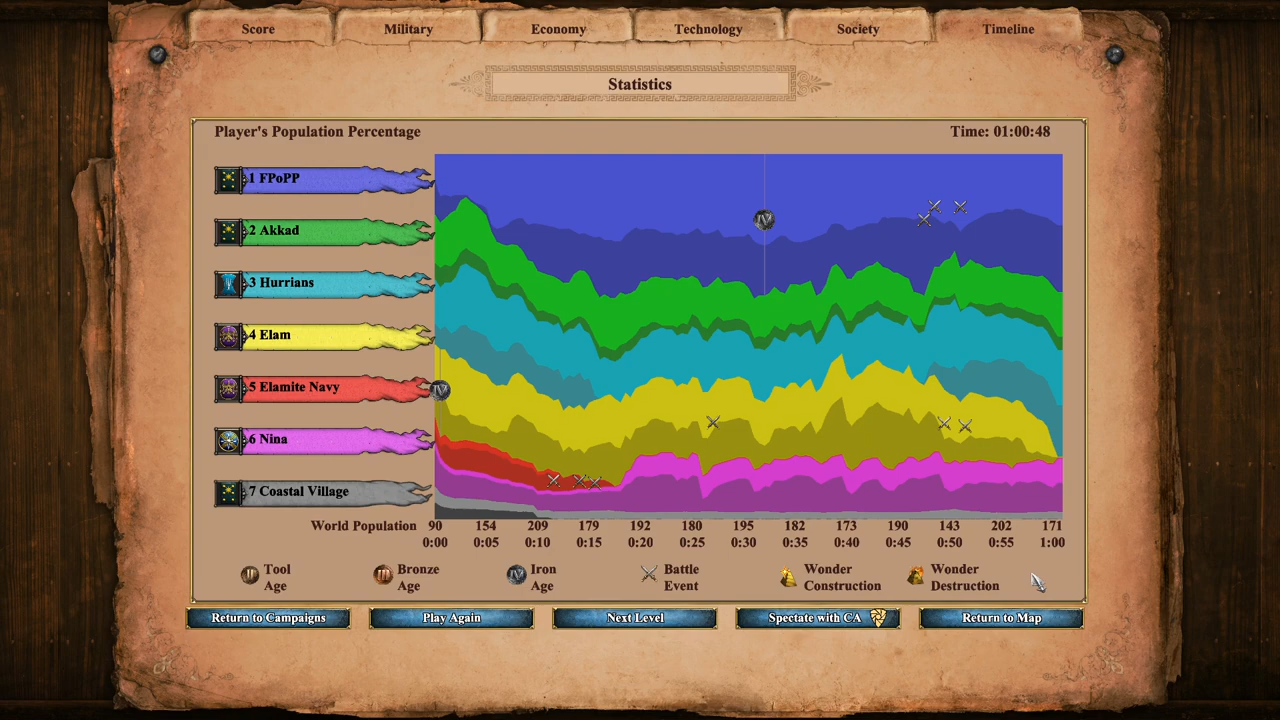 Score Military Economy Technology Society Timeline
Statistics
Player's Population Percentage Time: 01:00:48
1 FPoPP
2 Akkad
3 Hurrians
4 Elam
5 Elamite Navy
6 Nina
7 Coastal Village
World Population 90 154 209 179 192 180 195 182 173 190 143 202 171
0:00 0:05 0:10 0:15 0:20 0:25 0:30 0:35 0:40 0:45 0:50 0:55 1:00
Tool Age
Bronze Age
Iron Age
Battle Event
Wonder Construction
Wonder Destruction
Return to Campaigns Play Again Next Level Spectate with CA Return to Map